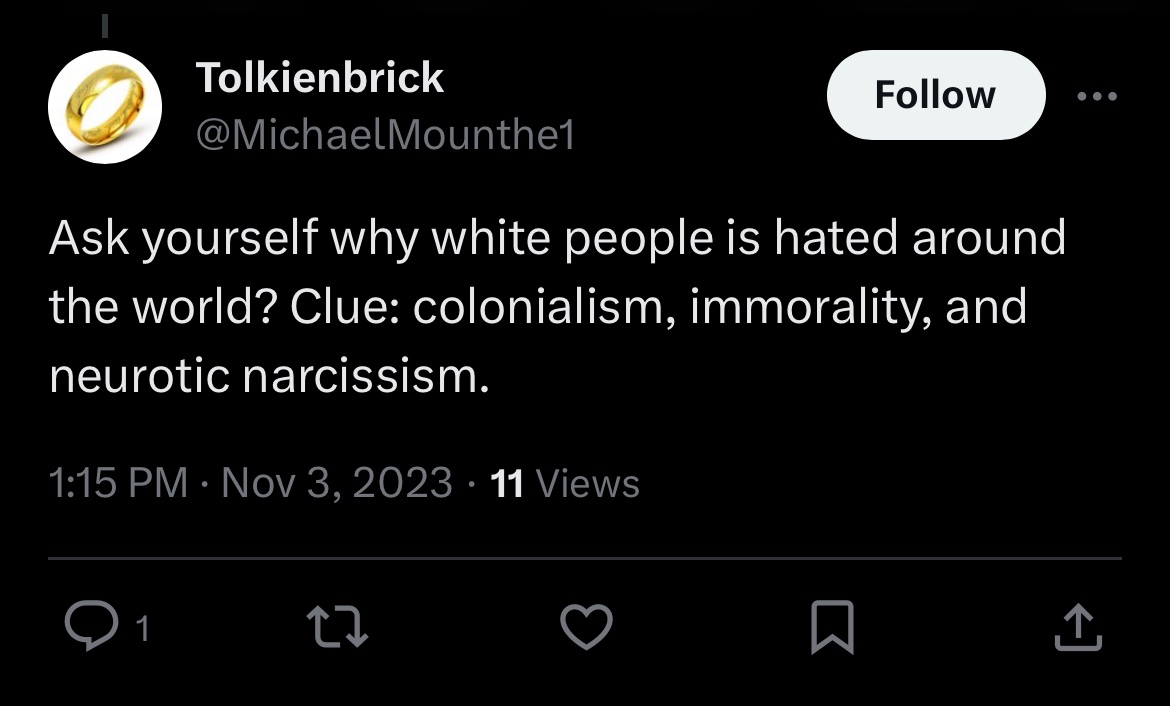 Tolkienbrick
@MichaelMounthe1
Follow
Ask yourself why white people is hated around
the world? Clue: colonialism, immorality, and
neurotic narcissism.
1:15 PM · Nov 3, 2023 · 11 Views
1